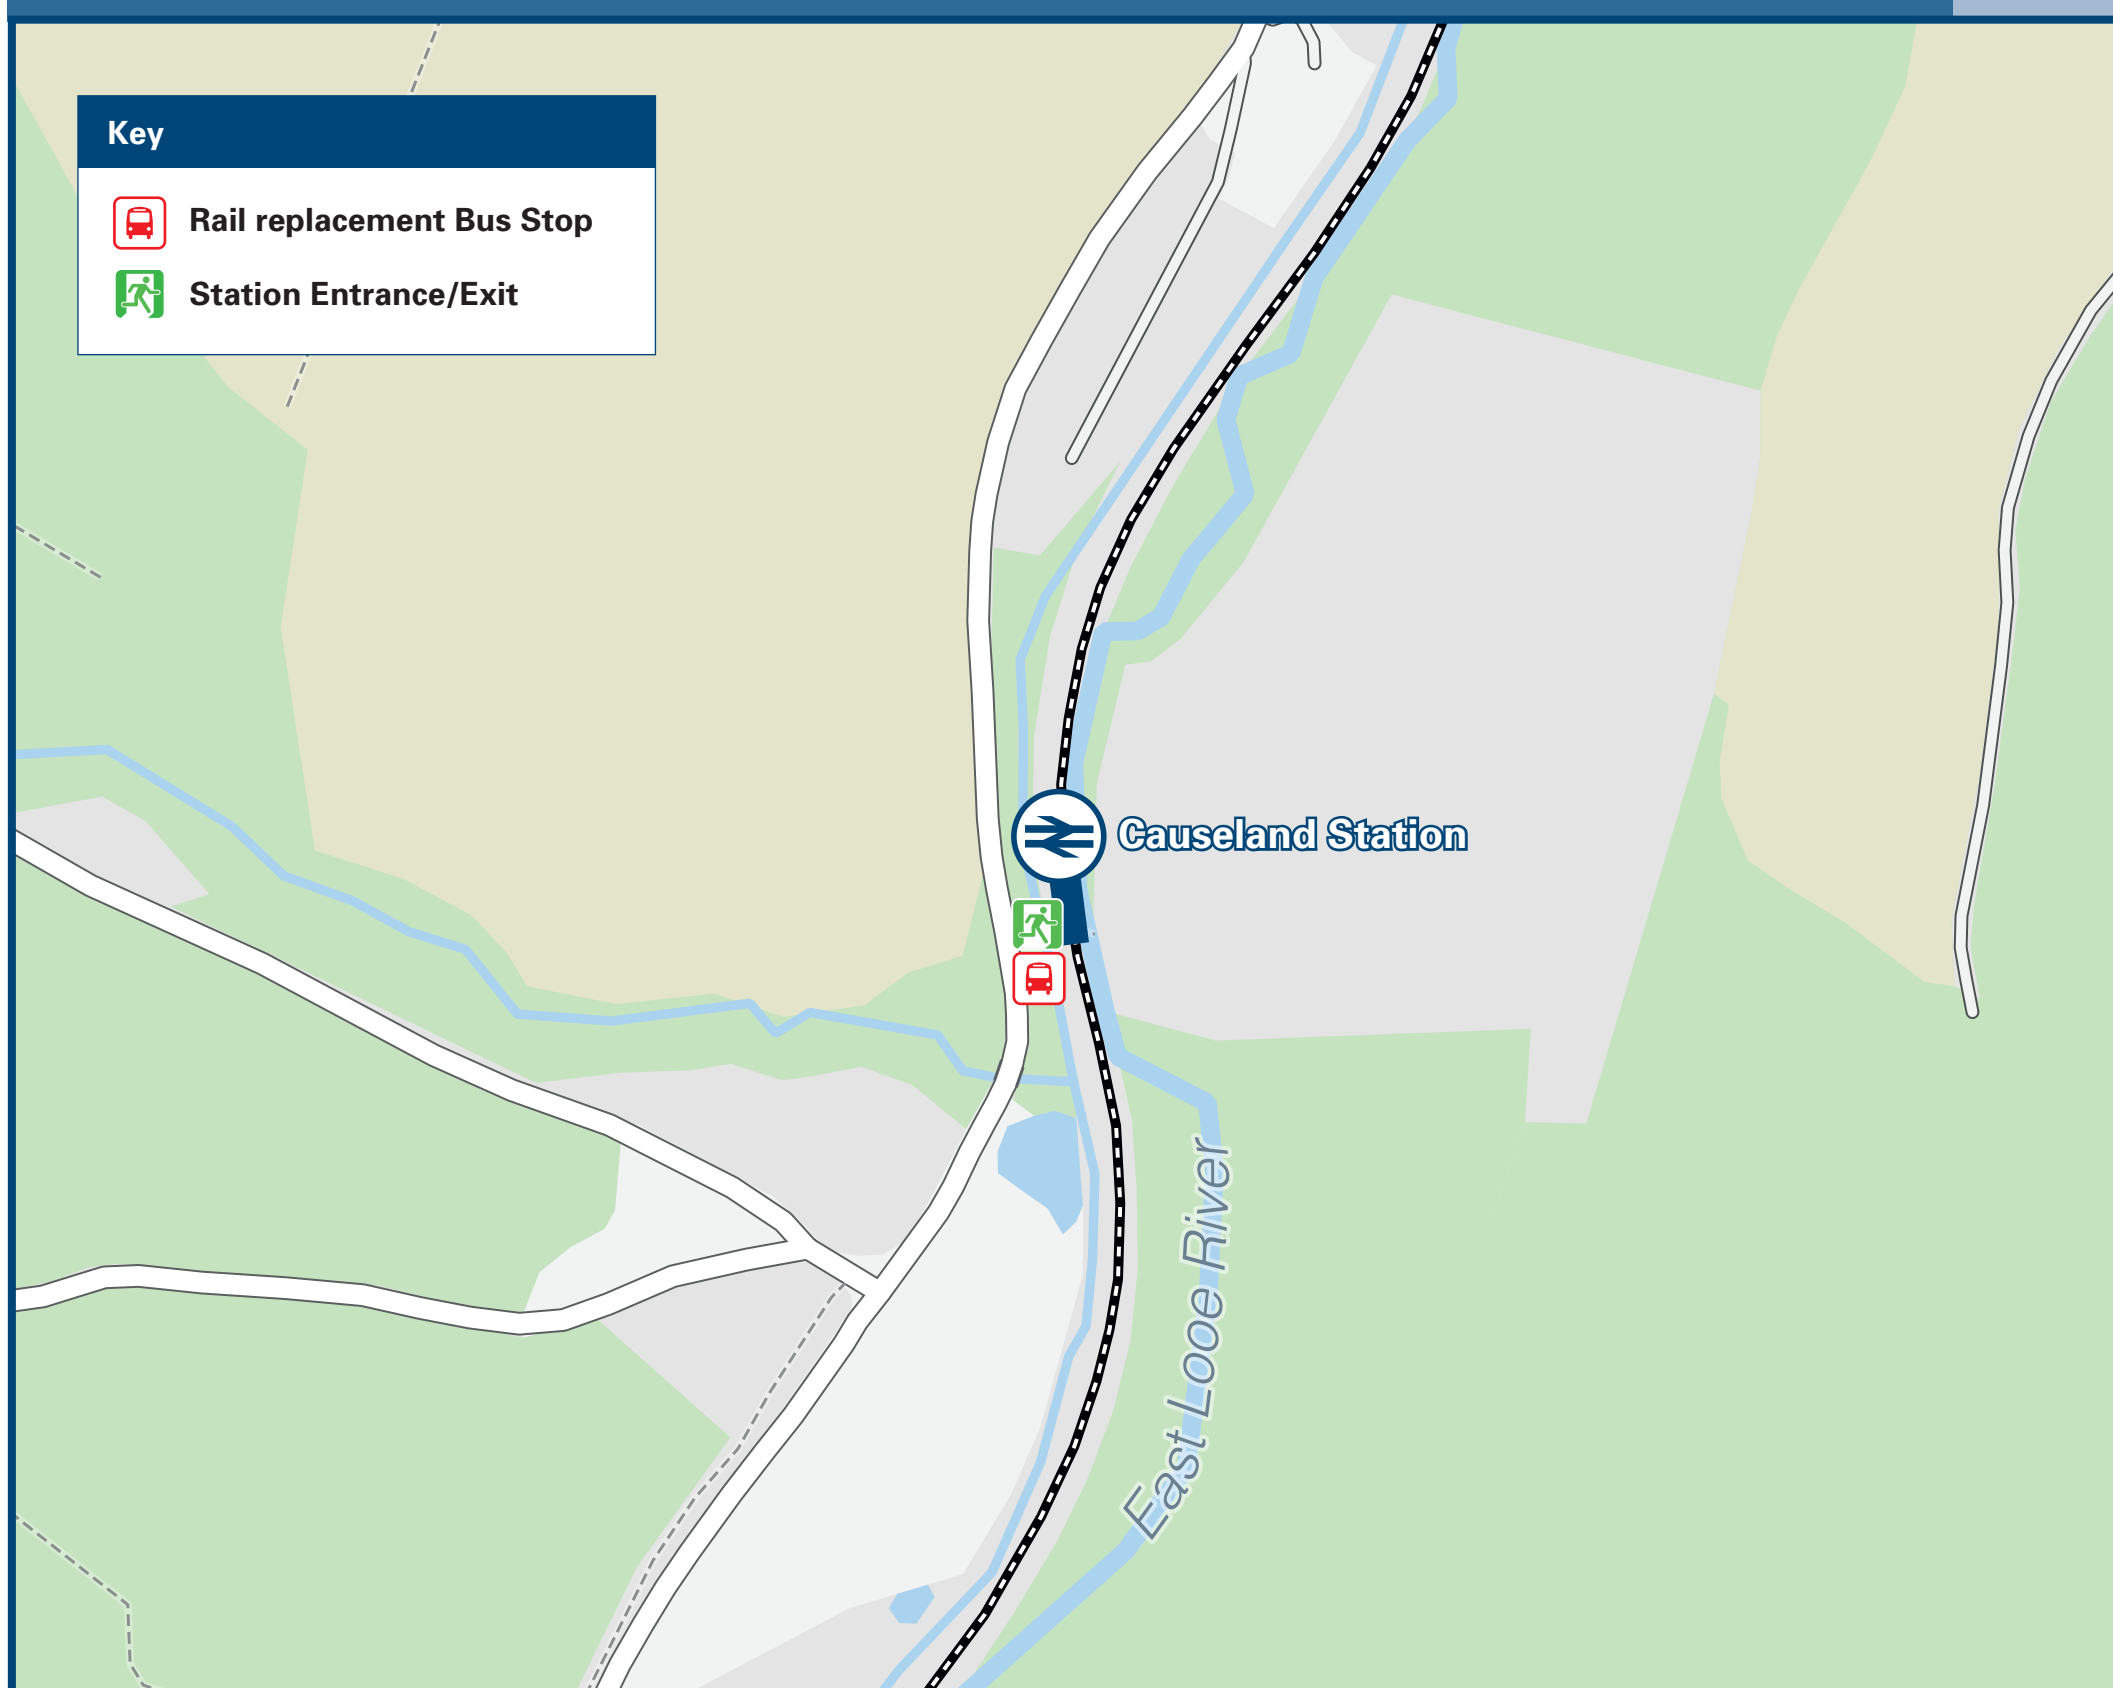 Key
Rail replacement Bus Stop
Station Entrance/Exit
Causeland Station
East Looe River